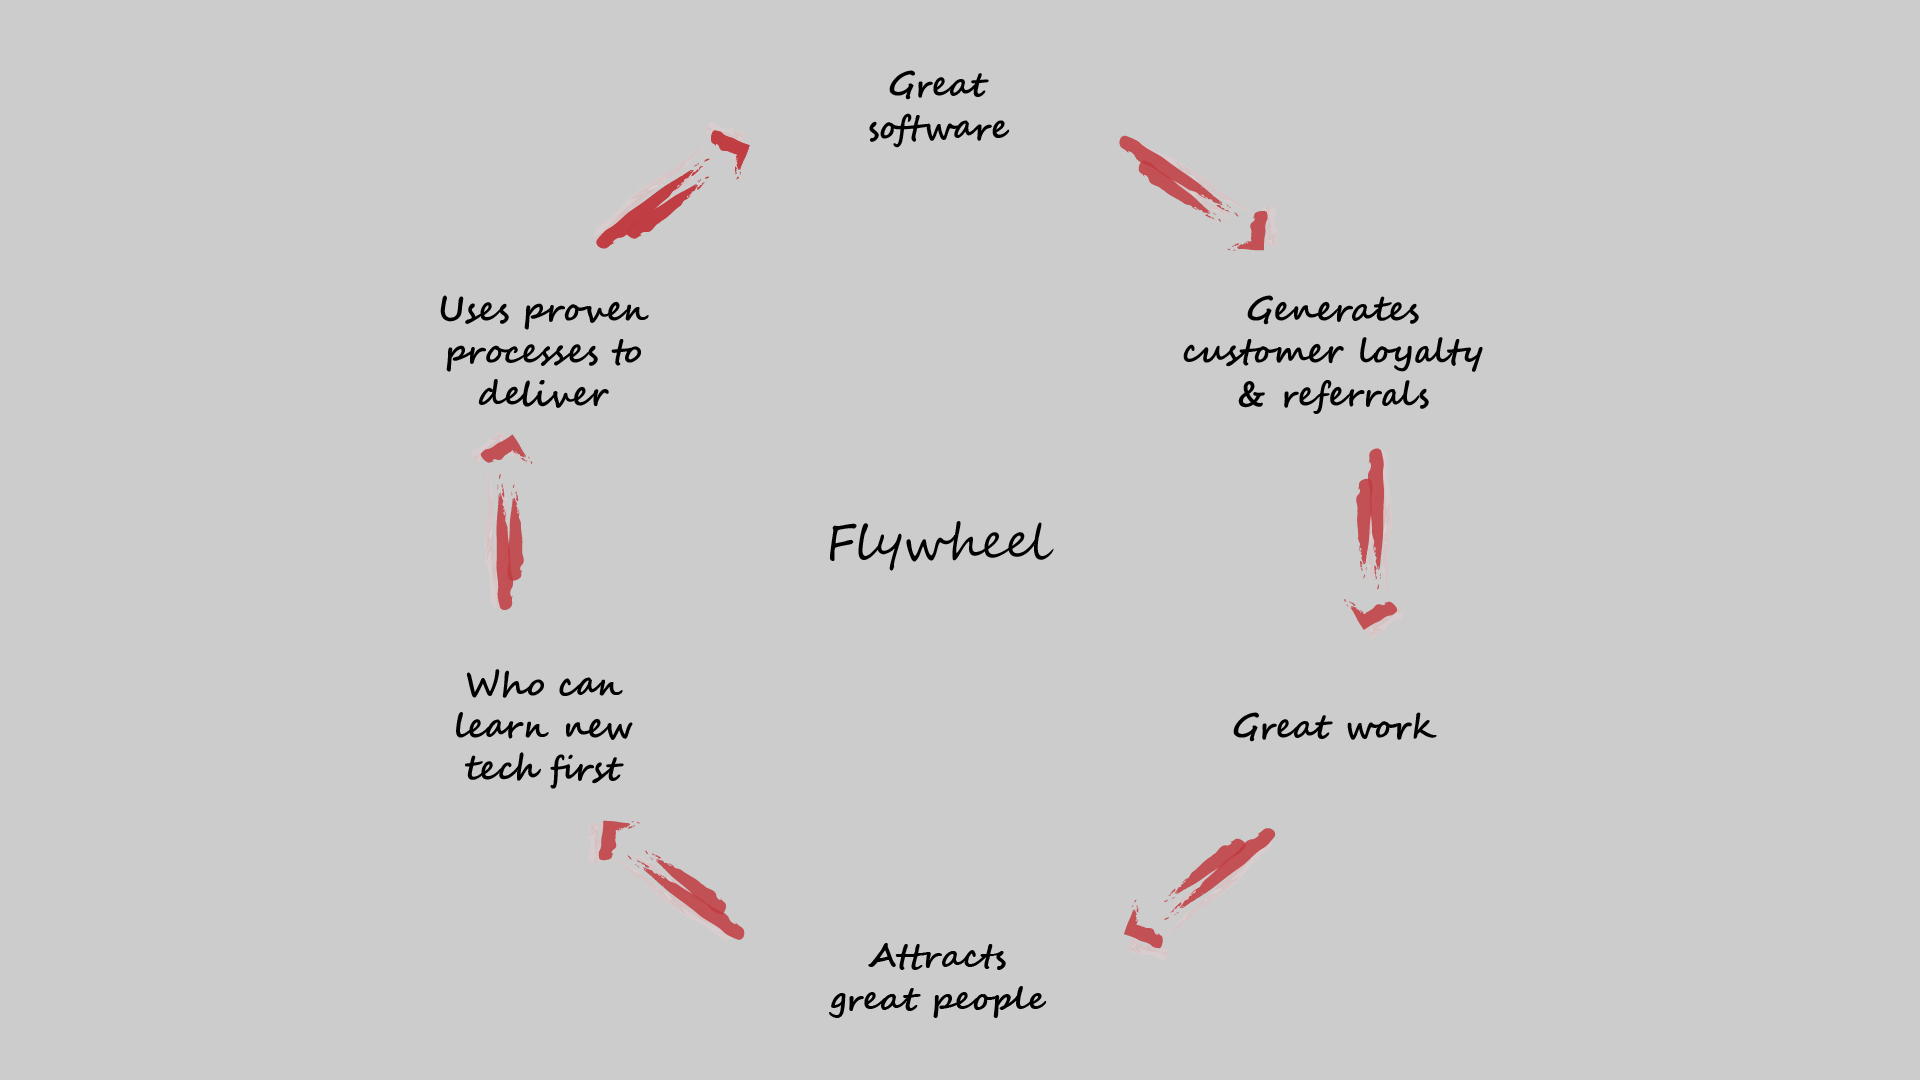 Great
software
Generates
customer loyalty
& referrals
Great work
Attracts
great people
Who can
learn new
tech first
Uses proven
processes to
deliver
Flywheel